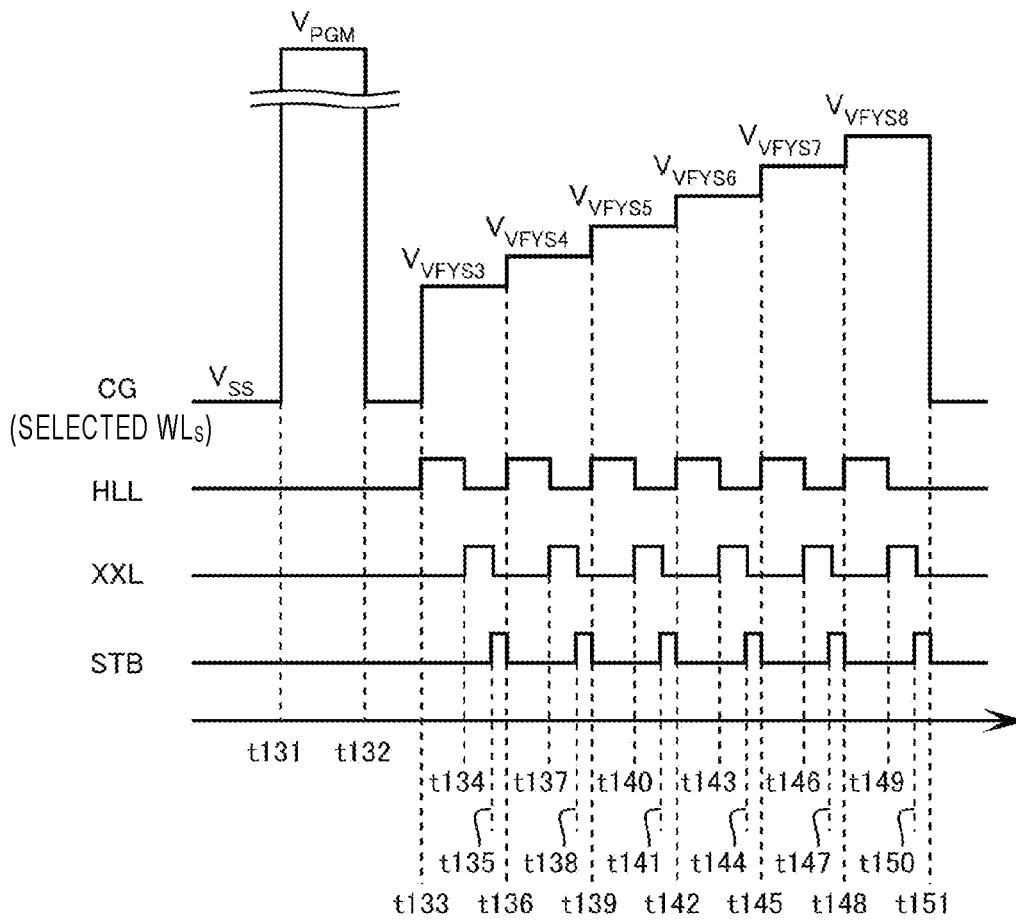 VPGM
VVFYS8
VVFYS7
VVFYS6
VVFYS5
VVFYS4
VVFYS3
VSS
CG
(SELECTED WLs)
HLL
XXL
STB
t131 t132
t134 t137 t140 t143 t146 t149
t135 t138 t141 t144 t147 t150
t133 t136 t139 t142 t145 t148 t151